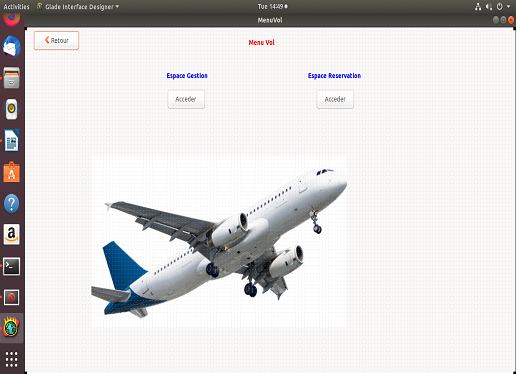 Activities Glade Interface Designer Tue 14:49
MenuVol
Retour
Menu Vol
Espace Gestion Espace Reservation
Acceder Acceder